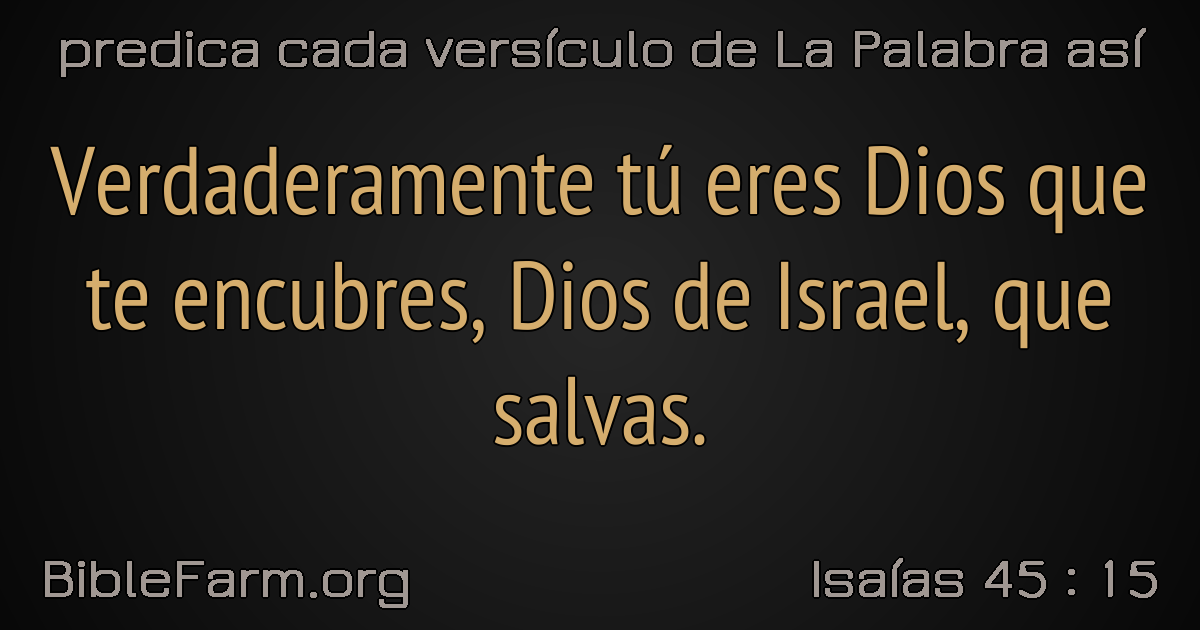 predica cada versículo de La Palabra así
Verdaderamente tú eres Dios que
te encubres, Dios de Israel, que
salvas.
BibleFarm.org
Isaías 45 : 15